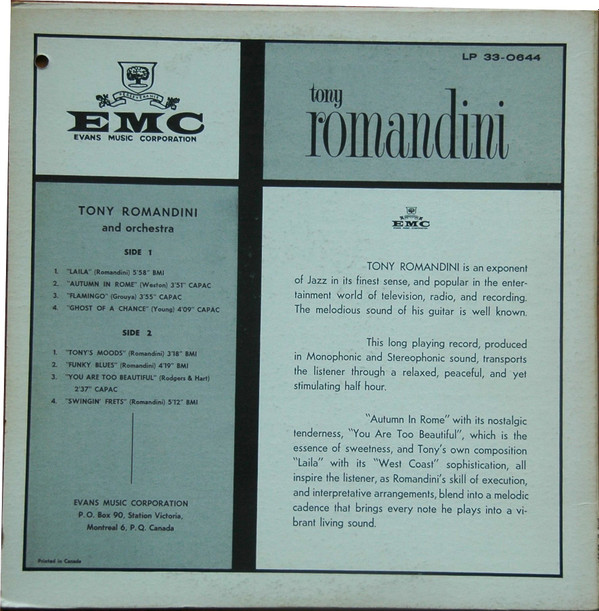 EMC
EVANS MUSIC CORPORATION
LP 33-0644
tony
romandini
TONY ROMANDINI
and orchestra
SIDE 1
1. "LAILA" (Romandini) 5'58" BMI
2. "AUTUMN IN ROME" (Weston) 3'51" CAPAC
3. "FLAMINGO" (Grouya) 3'55" CAPAC
4. "GHOST OF A CHANCE" (Young) 4'09" CAPAC
SIDE 2
1. "TONY'S MOODS" (Romandini) 3'18" BMI
2. "FUNKY BLUES" (Romandini) 4'19" BMI
3. "YOU ARE TOO BEAUTIFUL" (Rodgers & Hart)
2'37" CAPAC
4. "SWINGIN' FRETS" (Romandini) 5'12" BMI
EVANS MUSIC CORPORATION
P.O. Box 90, Station Victoria,
Montreal 6, P.Q. Canada
Printed in Canada
EMC
TONY ROMANDINI is an exponent
of Jazz in its finest sense, and popular in the enter-
tainment world of television, radio, and recording.
The melodious sound of his guitar is well known.
This long playing record, produced
in Monophonic and Stereophonic sound, transports
the listener through a relaxed, peaceful, and yet
stimulating half hour.
"Autumn In Rome" with its nostalgic
tenderness, "You Are Too Beautiful", which is the
essence of sweetness, and Tony's own composition
"Laila" with its "West Coast" sophistication, all
inspire the listener, as Romandini's skill of execution,
and interpretative arrangements, blend into a melodic
cadence that brings every note he plays into a vi-
brant living sound.